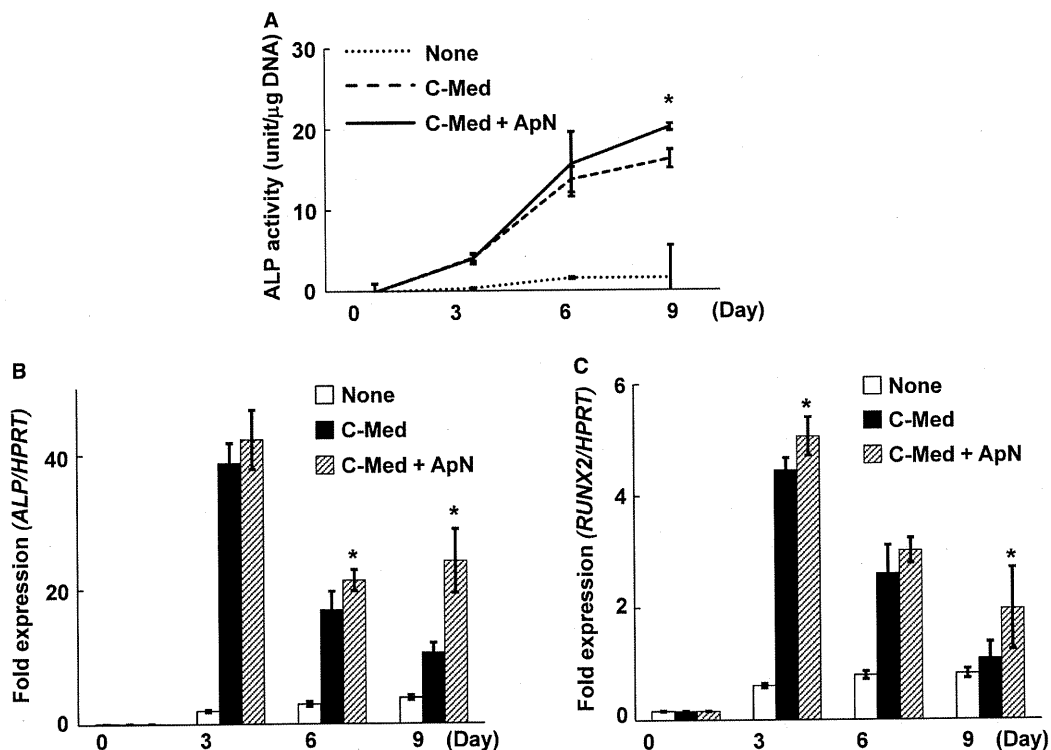 A
ALP activity (unit/µg DNA)
30
20
10
0
None
C-Med
C-Med + ApN
*
0 3 6 9 (Day)
B
Fold expression (ALP/HPRT)
40
20
0
None
C-Med
C-Med + ApN
*
*
0 3 6 9 (Day)
C
Fold expression (RUNX2/HPRT)
6
4
2
0
None
C-Med
C-Med + ApN
*
*
0 3 6 9 (Day)